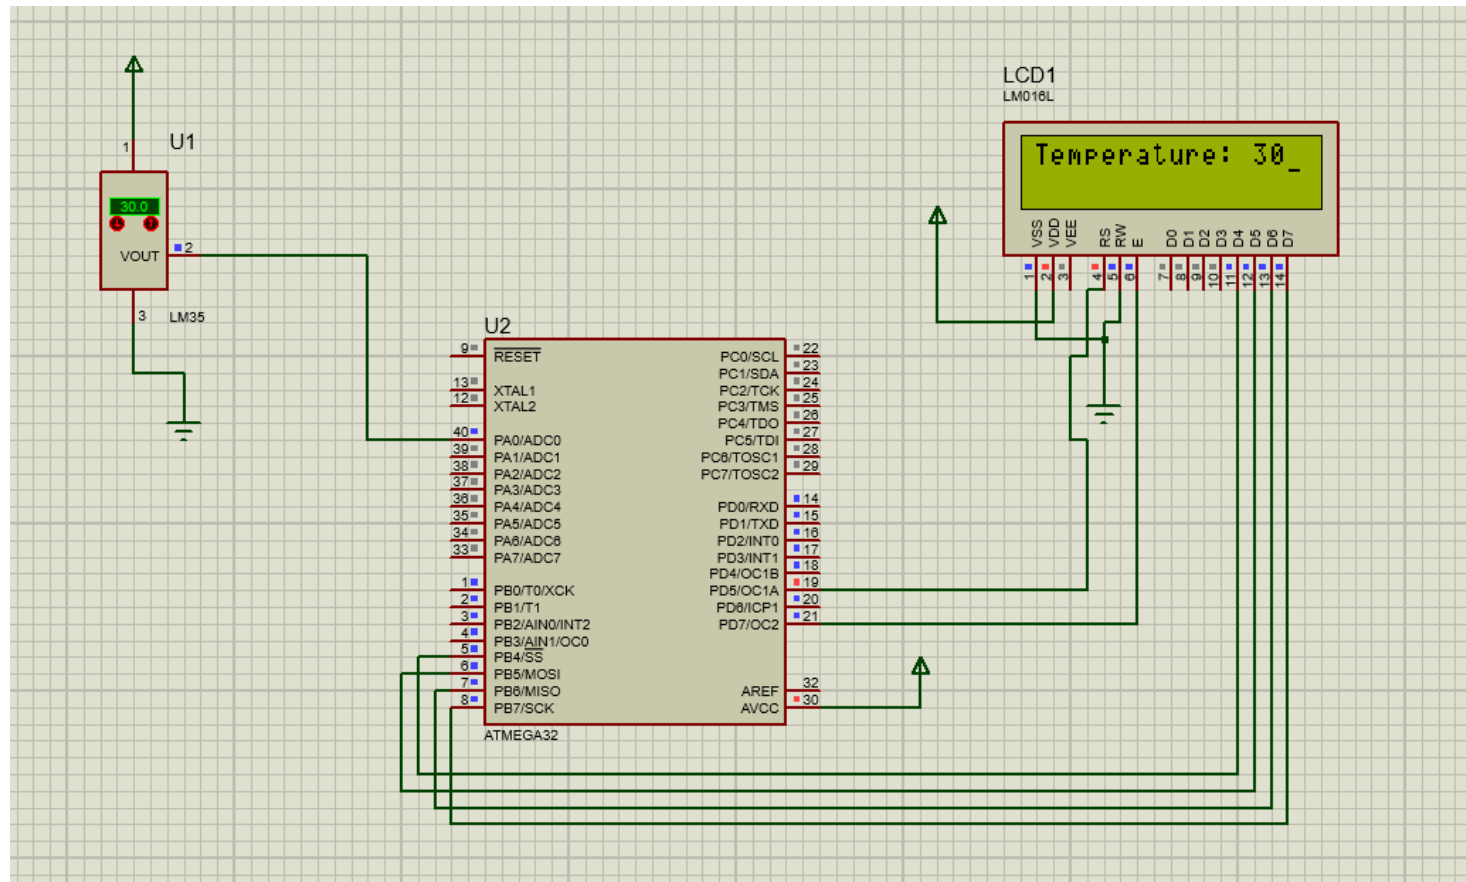 U1
1
30.0
2
VOUT
3
LM35
LCD1
LM016L
Temperature: 30_
VSS VDD VEE RS RW E D0 D1 D2 D3 D4 D5 D6 D7
1 2 3 4 5 6 7 8 9 10 11 12 13 14
U2
9 RESET
13 XTAL1
12 XTAL2
40 PA0/ADC0
39 PA1/ADC1
38 PA2/ADC2
37 PA3/ADC3
36 PA4/ADC4
35 PA5/ADC5
34 PA6/ADC6
33 PA7/ADC7
1 PB0/T0/XCK
2 PB1/T1
3 PB2/AIN0/INT2
4 PB3/AIN1/OC0
5 PB4/SS
6 PB5/MOSI
7 PB6/MISO
8 PB7/SCK
PC0/SCL 22
PC1/SDA 23
PC2/TCK 24
PC3/TMS 25
PC4/TDO 26
PC5/TDI 27
PC6/TOSC1 28
PC7/TOSC2 29
PD0/RXD 14
PD1/TXD 15
PD2/INT0 16
PD3/INT1 17
PD4/OC1B 18
PD5/OC1A 19
PD6/ICP1 20
PD7/OC2 21
AREF 32
AVCC 30
ATMEGA32